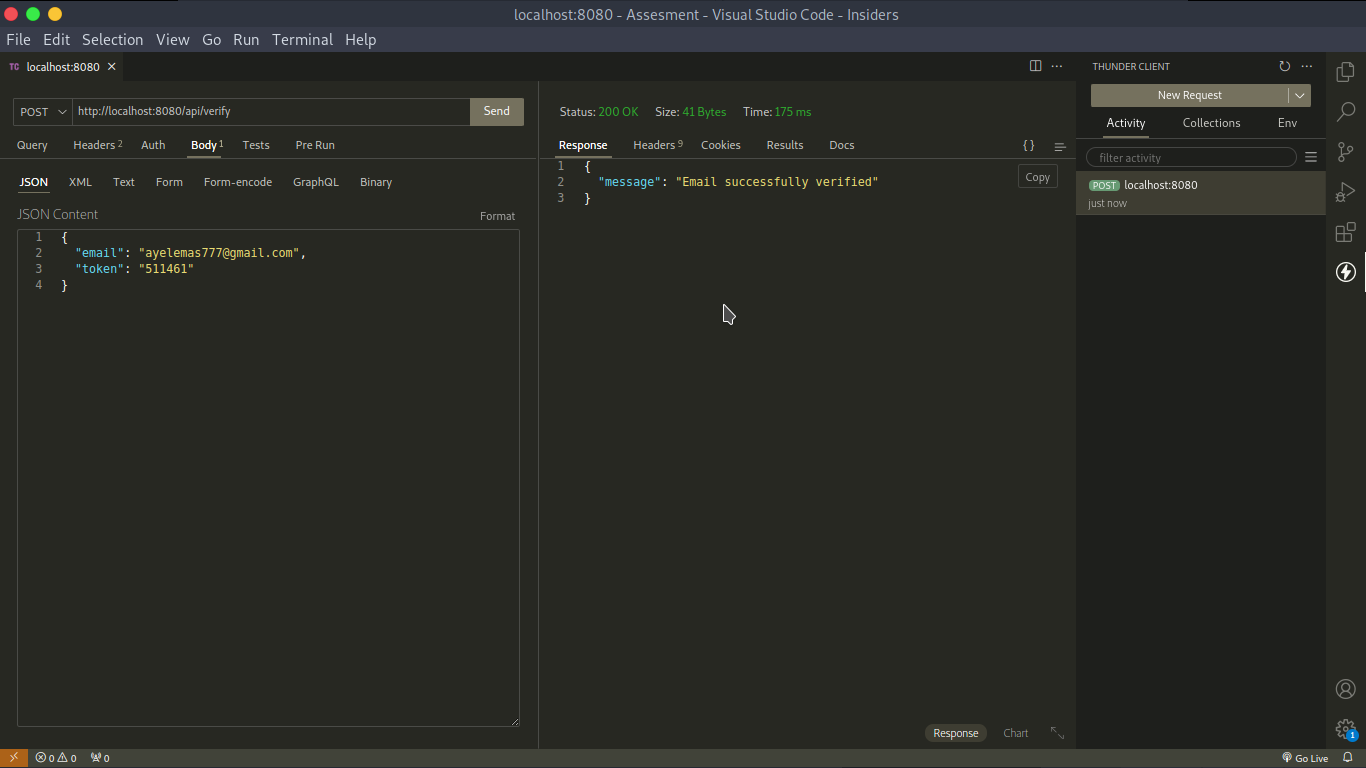 localhost:8080 - Assesment - Visual Studio Code - Insiders
File Edit Selection View Go Run Terminal Help
TC localhost:8080
THUNDER CLIENT
POST http://localhost:8080/api/verify Send
Status: 200 OK Size: 41 Bytes Time: 175 ms
New Request
Query Headers 2 Auth Body 1 Tests Pre Run
Response Headers 9 Cookies Results Docs {}
Activity Collections Env
filter activity
JSON XML Text Form Form-encode GraphQL Binary
JSON Content
Format
1 {
2 "email": "ayelemas777@gmail.com",
3 "token": "511461"
4 }
1 {
2 "message": "Email successfully verified"
3 }
Copy
POST localhost:8080
just now
Response Chart
1
0 0 0
Go Live